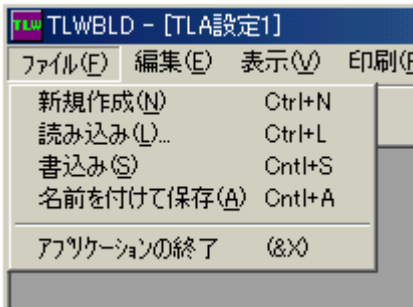 TLW TLWBLD - [TLA設定1]
ファイル(F) 編集(E) 表示(V) 印刷(
新規作成(N) Ctrl+N
読み込み(L)... Ctrl+L
書込み(S) Cntl+S
名前を付けて保存(A) Cntl+A
アプリケーションの終了 (&X)